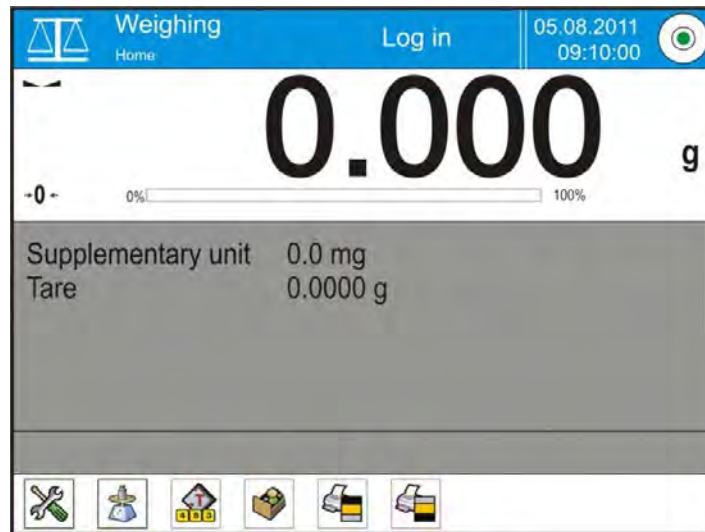 Weighing
Home
Log in
05.08.2011
09:10:00
0.000
g
→0←
0%
100%
Supplementary unit 0.0 mg
Tare 0.0000 g
T